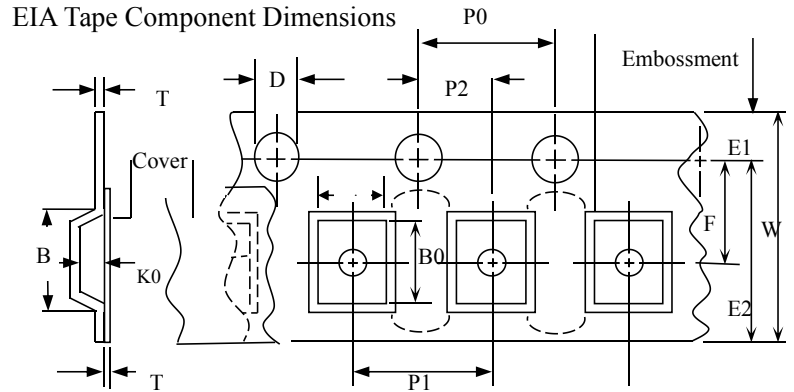 EIA Tape Component Dimensions
P0
Embossment
D
P2
T
E1
Cover
F
W
B
B0
K0
E2
P1
T